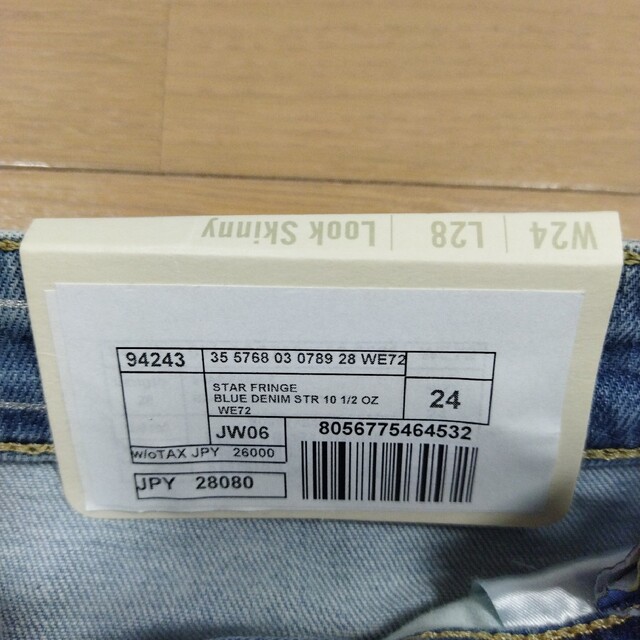 W24 | L28 | Look Skinny
94243 35 5768 03 0789 28 WE72
STAR FRINGE
BLUE DENIM STR 10 1/2 OZ
WE72
24
JW06
8056775464532
w/oTAX JPY 26000
JPY 28080